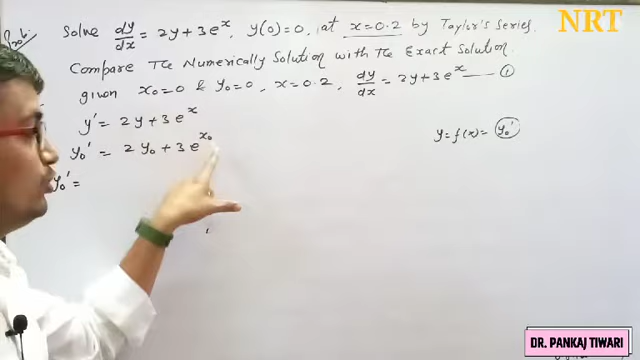 Prob.
Solve dy/dx = 2y + 3e^x, y(0)=0, at x=0.2 by Taylor's Series.
NRT
Compare The Numerically Solution with The Exact Solution.
given x₀=0 & y₀=0, x=0.2, dy/dx = 2y+3e^x — ①
y' = 2y + 3e^x
y=f(x)= y₀'
y₀' = 2y₀ + 3e^x₀
y₀' =
DR. PANKAJ TIWARI